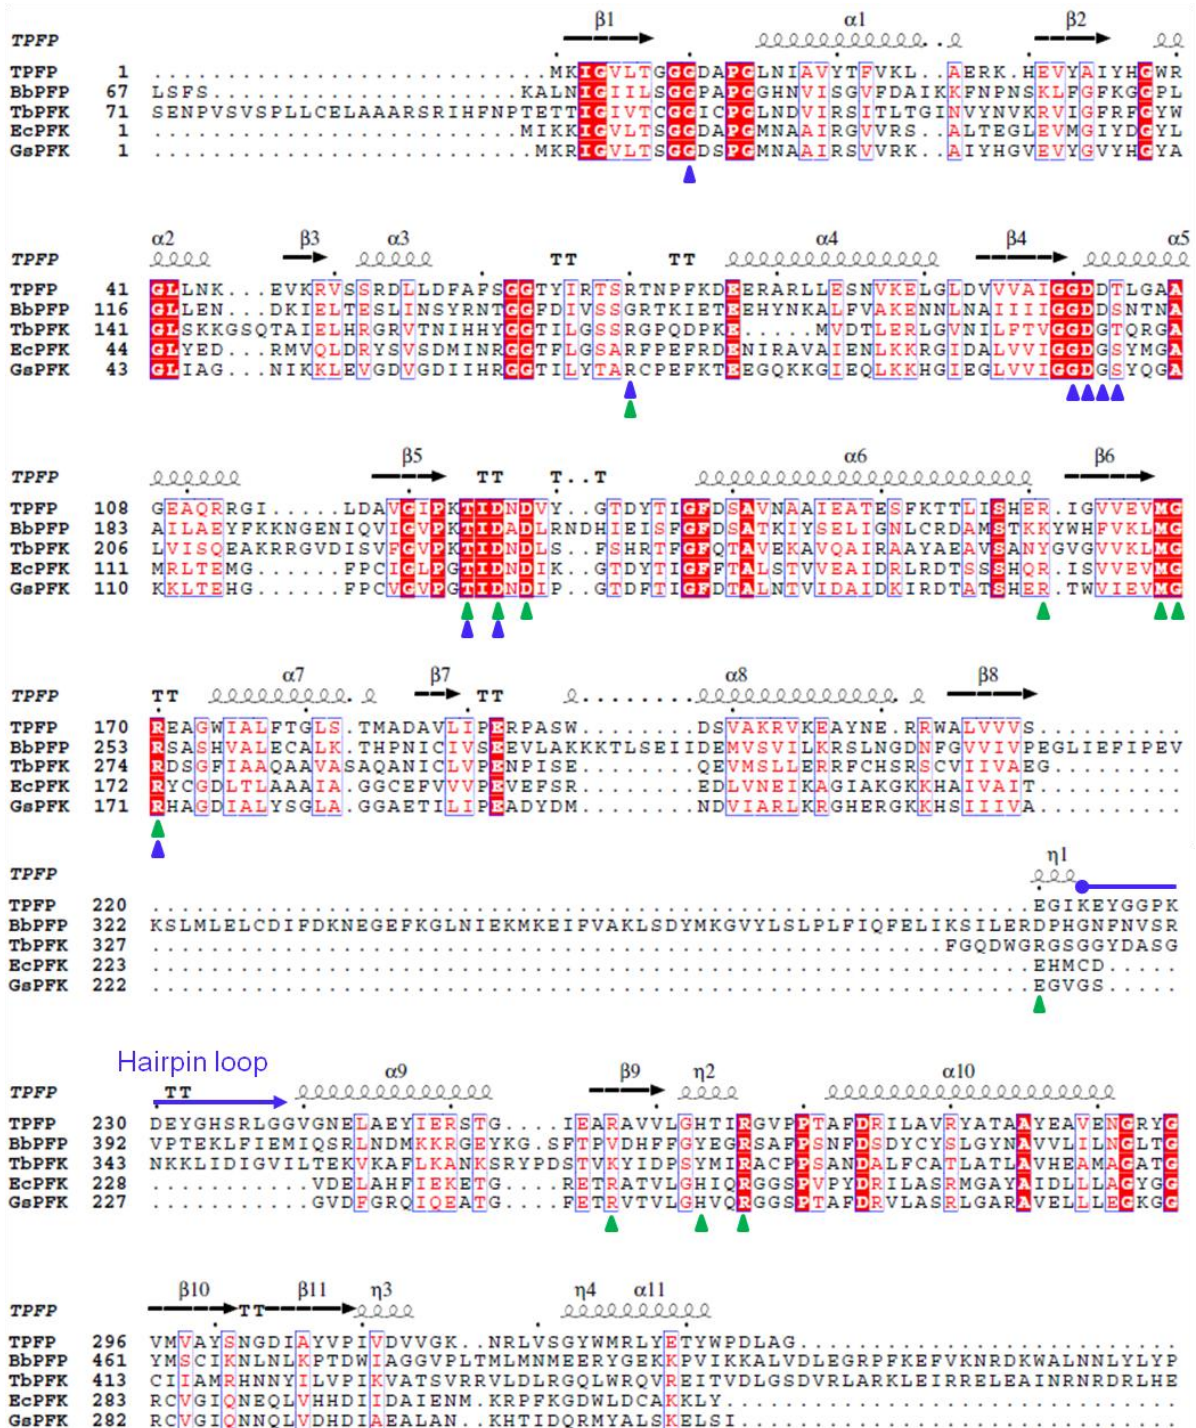 β1 α1 β2
TPFP
TPFP 1 ...........................MKIGVLTGGGDAPGLNIAVYTFVKL..AERK.HEVYAIYHGWR
BbPFP 67 LSFS.....................KALNIGIILSGGPAPGGHNVISGVFDAIKKFNPNSKLFGFKGGPL
TbPFK 71 SENPVSVSPLLCELAAARSRIHFNPTETTIGIVTCGGICPGLNDVIRSITLTGINVYNVKRVIGFRFGYW
EcPFK 1 ..........................MIKKIGVLTSGGDAPGMNAAIRGVVRS..ALTEGLEVMGIYDGYL
GsPFK 1 ..........................MKRIGVLTSGGDSPGMNAAIRSVVRK..AIYHGVEVYGVYHGYA
α2 β3 α3 α4 β4 α5
TPFP TT TT
TPFP 41 GLLNK...EVKRVSSRDLLDFAFSGGTYIRTSRTNPFKDEERARLLESNVKELGLDVVVAIGGDDTLGAA
BbPFP 116 GLLEN...DKIELTESLINSYRNTGGFDIVSSGRTKIETEEHYNKALFVAKENNLNAIIIIGGDDSNTNA
TbPFK 141 GLSKKGSQTAIELHRGRVTNIHHYGGTILGSSRGPQDPKE.....MVDTLERLGVNILFTVGGDGTQRGA
EcPFK 44 GLYED...RMVQLDRYSVSDMINRGGTFLGSARFPEFRDENIRAVAIENLKKRGIDALVVIGGDGSYMGA
GsPFK 43 GLIAG...NIKKLEVGDVGDIIHRGGTILYTARCPEFKTEEGQKKGIEQLKKHGIEGLVVIGGDGSYQGA
β5 α6 β6
TPFP TT T..T
TPFP 108 GEAQRRGI.....LDAVGIPKTIDNDVY..GTDYTIGFDSAVNAAIEATESFKTTLISHERR.IGVVEVMG
BbPFP 183 AILAEYFKKNGENIQVIGVPKTIDADLRNDHIEISFGFDSATKIYSELIGNLCRDAMSTKKYWHFVKLMG
TbPFK 206 LVISQEAKRRGVDISVFGVPKTIDNDLS..FSHRTFGFQTAVEKAVQAIRAAYAEAVSANYGVGVVKLMG
EcPFK 111 MRLTEMG......FPCIGLPGTIDNDIK..GTDYTIGFFTALSTVVEAIDRLRDTSSSHQR.ISVVEVMG
GsPFK 110 KKLTEHG......FPCVGVPGTIDNDIP..GTDFTIGFDTALNTVIDAIDKIRDTATSHER.TWVIEVMG
α7 β7 α8 β8
TPFP TT TT
TPFP 170 REAGWIALFTGLS.TMADAVLIPERPASW........DSVAKRVKEAYNE.RRWALVVVS..........
BbPFP 253 RSASHVALECALK.THPNICIVSEEVLAKKKTLSEIIDEMVSVILKRSLNGDNFGVVIVPEGLIEFIPEV
TbPFK 274 RDSGFIAAQAAVASAQANICLVPENPISE........QEVMSLLERRFCHSRSCVIIVAEG.........
EcPFK 172 RYCGDLTLAAAIA.GGCEFVVVPEVEFSR........EDLVNEIKAGIAKGKKHAIVAIT..........
GsPFK 171 RHAGDIALYSGLA.GGAETILIPEADYDM........NDVIARLKRGHERGKKHSIIIVA..........
η1
TPFP
TPFP 220 ............................................................EGIKEYGGPK
BbPFP 322 KSLMLELCDIFDKNEGEFKGLNIEKMKEIFVAKLSDYMKGVYLSLPLFIQFELIKSILERDPHGNFNVSR
TbPFK 327 ......................................................FGQDWGRGSGGYDASG
EcPFK 223 ............................................................EHMCD.....
GsPFK 222 ............................................................EGVGS.....
Hairpin loop
α9 β9 η2 α10
TPFP TT
TPFP 230 DEYGHSRLGGVGNELAEYIERSTG....IEARAVVLGHTIRGVPPTAFDRILAVRYATAAYEAVENGRYG
BbPFP 392 VPTEKLFIEMIQSRLNDMKKRGEYKG.SFTPVDHFFGYEGRSAFPSNFDSDYCYSLGYNAVVLILNGLTG
TbPFK 343 NKKLIDIGVILTEKVKAFLKANKSRYPDSTVKYIDPSYMIRACPPSANDALFCATLATLAVHEAMAGATG
EcPFK 228 ..........VDELAHFIEKETG....RETRATVLGHIQRGGSPVPYDRILASRMGAYAIDLLLAGYGG
GsPFK 227 ..........GVDFGRQIQEATG....FETRVTVLGHVQRGGSPTAFDRVLASRLGARAVELLLEGKGG
β10 β11 η3 η4 α11
TPFP TT
TPFP 296 VMVAYSNGDIAYVPIVDVVGK..NRLVSGYWMRLYETYWPDLAG..........................
BbPFP 461 YMSCIKNLNLKPTDWIAGGVPLTMLMNMEERYGEKKPVIKKALVDLEGRPFKEFVKNRDKWALNNLYLYP
TbPFK 413 CIIAMRHNNYILVPIKVATSVRRVLDLRGQLWRQVREITVDLGSDVRLARKLEIRRELEAINRNRDRLHE
EcPFK 283 RCVGIQNEQLVHHDIIDAIENM.KRPFKGDWLDCAKKLY...............................
GsPFK 282 RCVGIQNNQLVDHDIAEALAN..KHTIDQRMYALSKELSI..............................